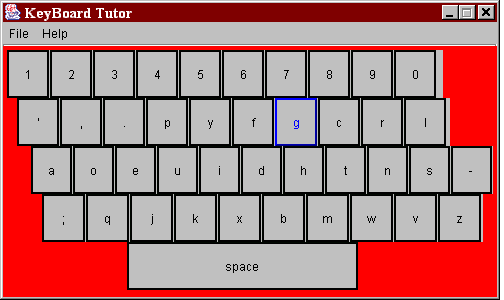 KeyBoard Tutor
File Help
1 2 3 4 5 6 7 8 9 0
' , . p y f g c r l
a o e u i d h t n s -
; q j k x b m w v z
space